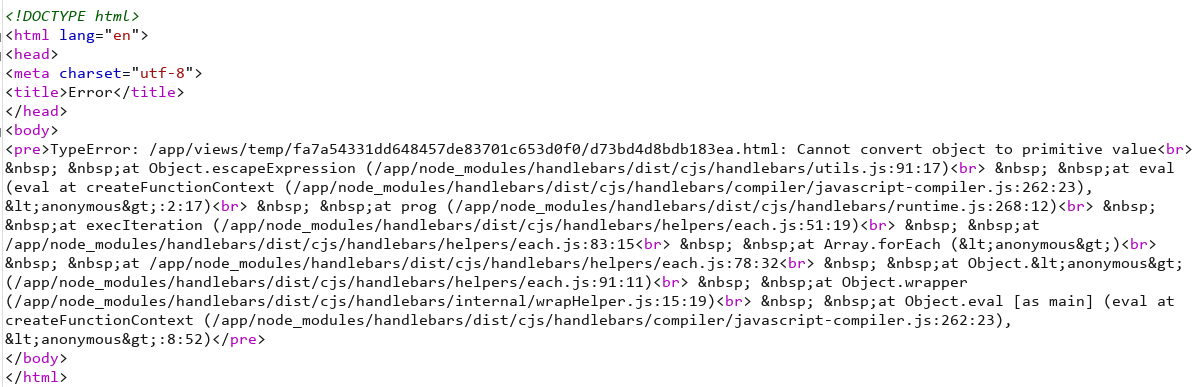 <!DOCTYPE html>
<html lang="en">
<head>
<meta charset="utf-8">
<title>Error</title>
</head>
<body>
<pre>TypeError: /app/views/temp/fa7a54331dd648457de83701c653d0f0/d73bd4d8bdb183ea.html: Cannot convert object to primitive value<br>
&nbsp; &nbsp;at Object.escapeExpression (/app/node_modules/handlebars/dist/cjs/handlebars/utils.js:91:17)<br> &nbsp; &nbsp;at eval
(eval at createFunctionContext (/app/node_modules/handlebars/dist/cjs/handlebars/compiler/javascript-compiler.js:262:23),
&lt;anonymous&gt;:2:17)<br> &nbsp; &nbsp;at prog (/app/node_modules/handlebars/dist/cjs/handlebars/runtime.js:268:12)<br> &nbsp;
&nbsp;at execIteration (/app/node_modules/handlebars/dist/cjs/handlebars/helpers/each.js:51:19)<br> &nbsp; &nbsp;at
/app/node_modules/handlebars/dist/cjs/handlebars/helpers/each.js:83:15<br> &nbsp; &nbsp;at Array.forEach (&lt;anonymous&gt;)<br>
&nbsp; &nbsp;at /app/node_modules/handlebars/dist/cjs/handlebars/helpers/each.js:78:32<br> &nbsp; &nbsp;at Object.&lt;anonymous&gt;
(/app/node_modules/handlebars/dist/cjs/handlebars/helpers/each.js:91:11)<br> &nbsp; &nbsp;at Object.wrapper
(/app/node_modules/handlebars/dist/cjs/handlebars/internal/wrapHelper.js:15:19)<br> &nbsp; &nbsp;at Object.eval [as main] (eval at
createFunctionContext (/app/node_modules/handlebars/dist/cjs/handlebars/compiler/javascript-compiler.js:262:23),
&lt;anonymous&gt;:8:52)</pre>
</body>
</html>